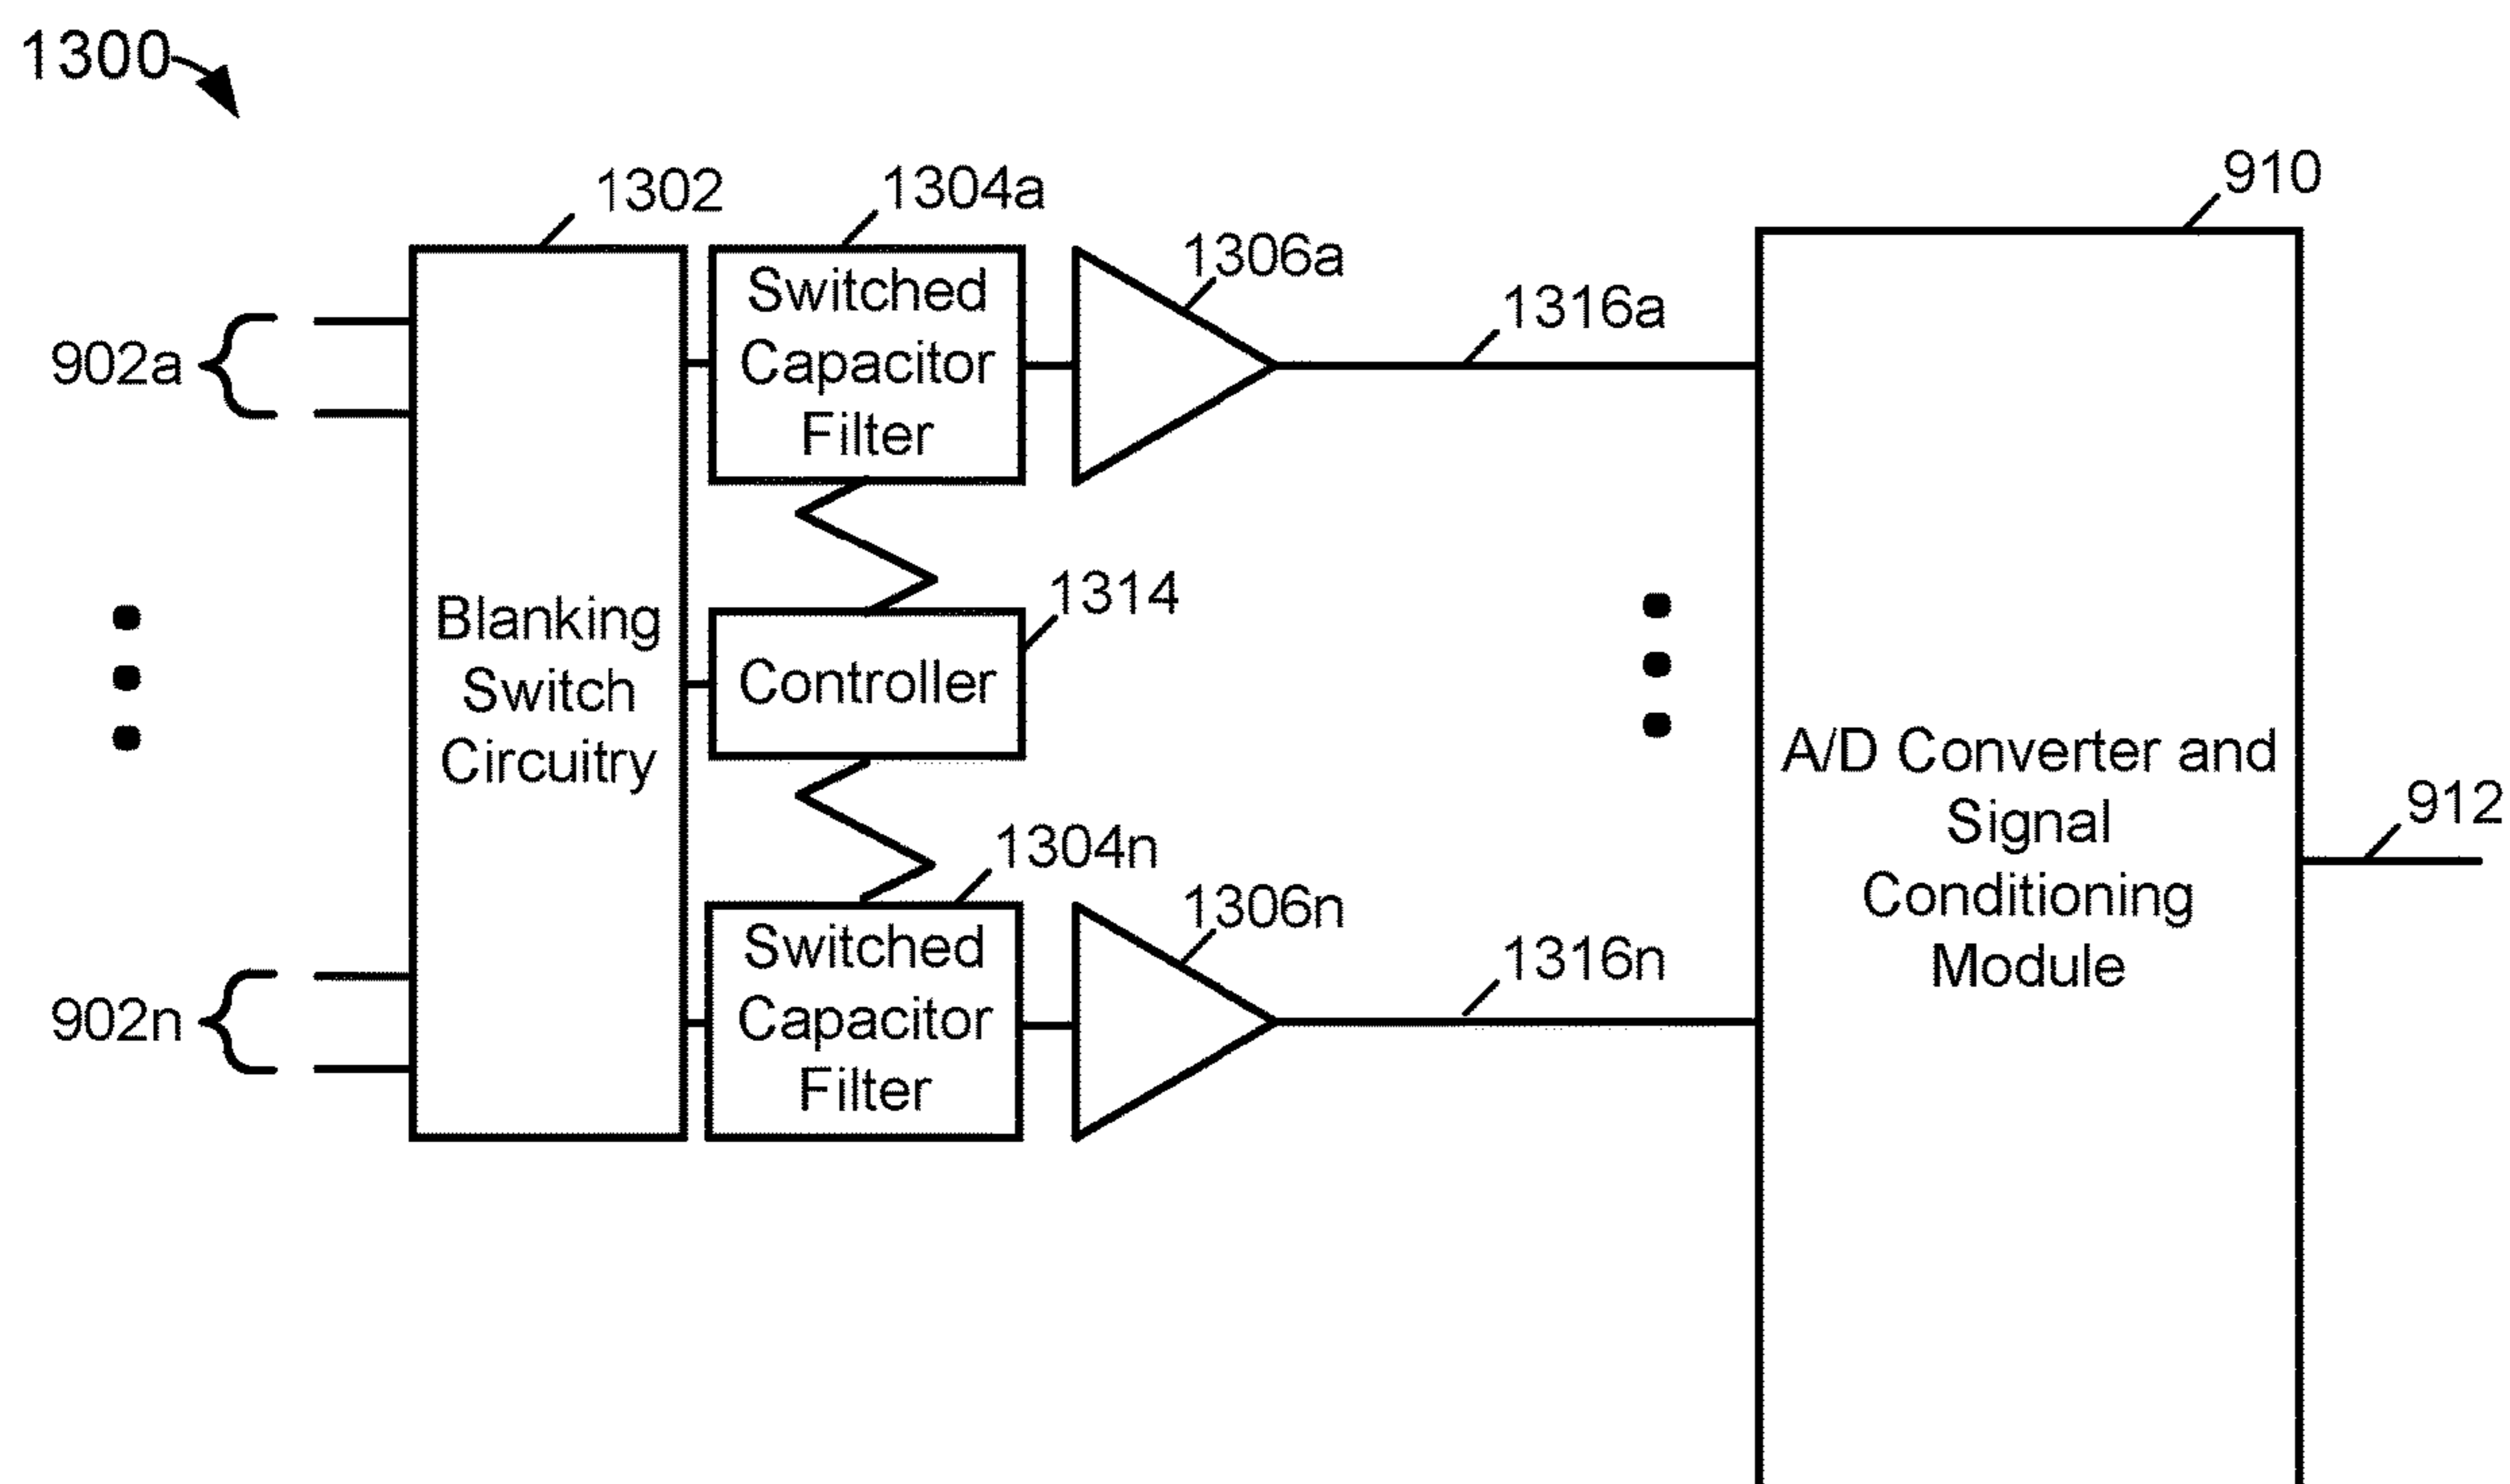 1300
1302
1304a
910
1306a
Switched
Capacitor
Filter
1316a
902a
1314
Blanking
Switch
Circuitry
Controller
A/D Converter and
Signal
Conditioning
Module
912
1304n
1306n
Switched
Capacitor
Filter
1316n
902n